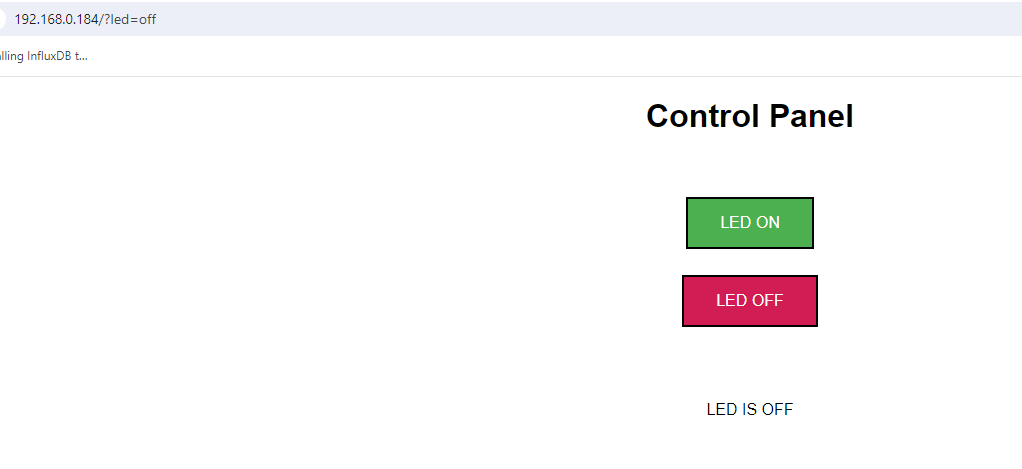 192.168.0.184/?led=off
lling InfluxDB t...
Control Panel
LED ON
LED OFF
LED IS OFF